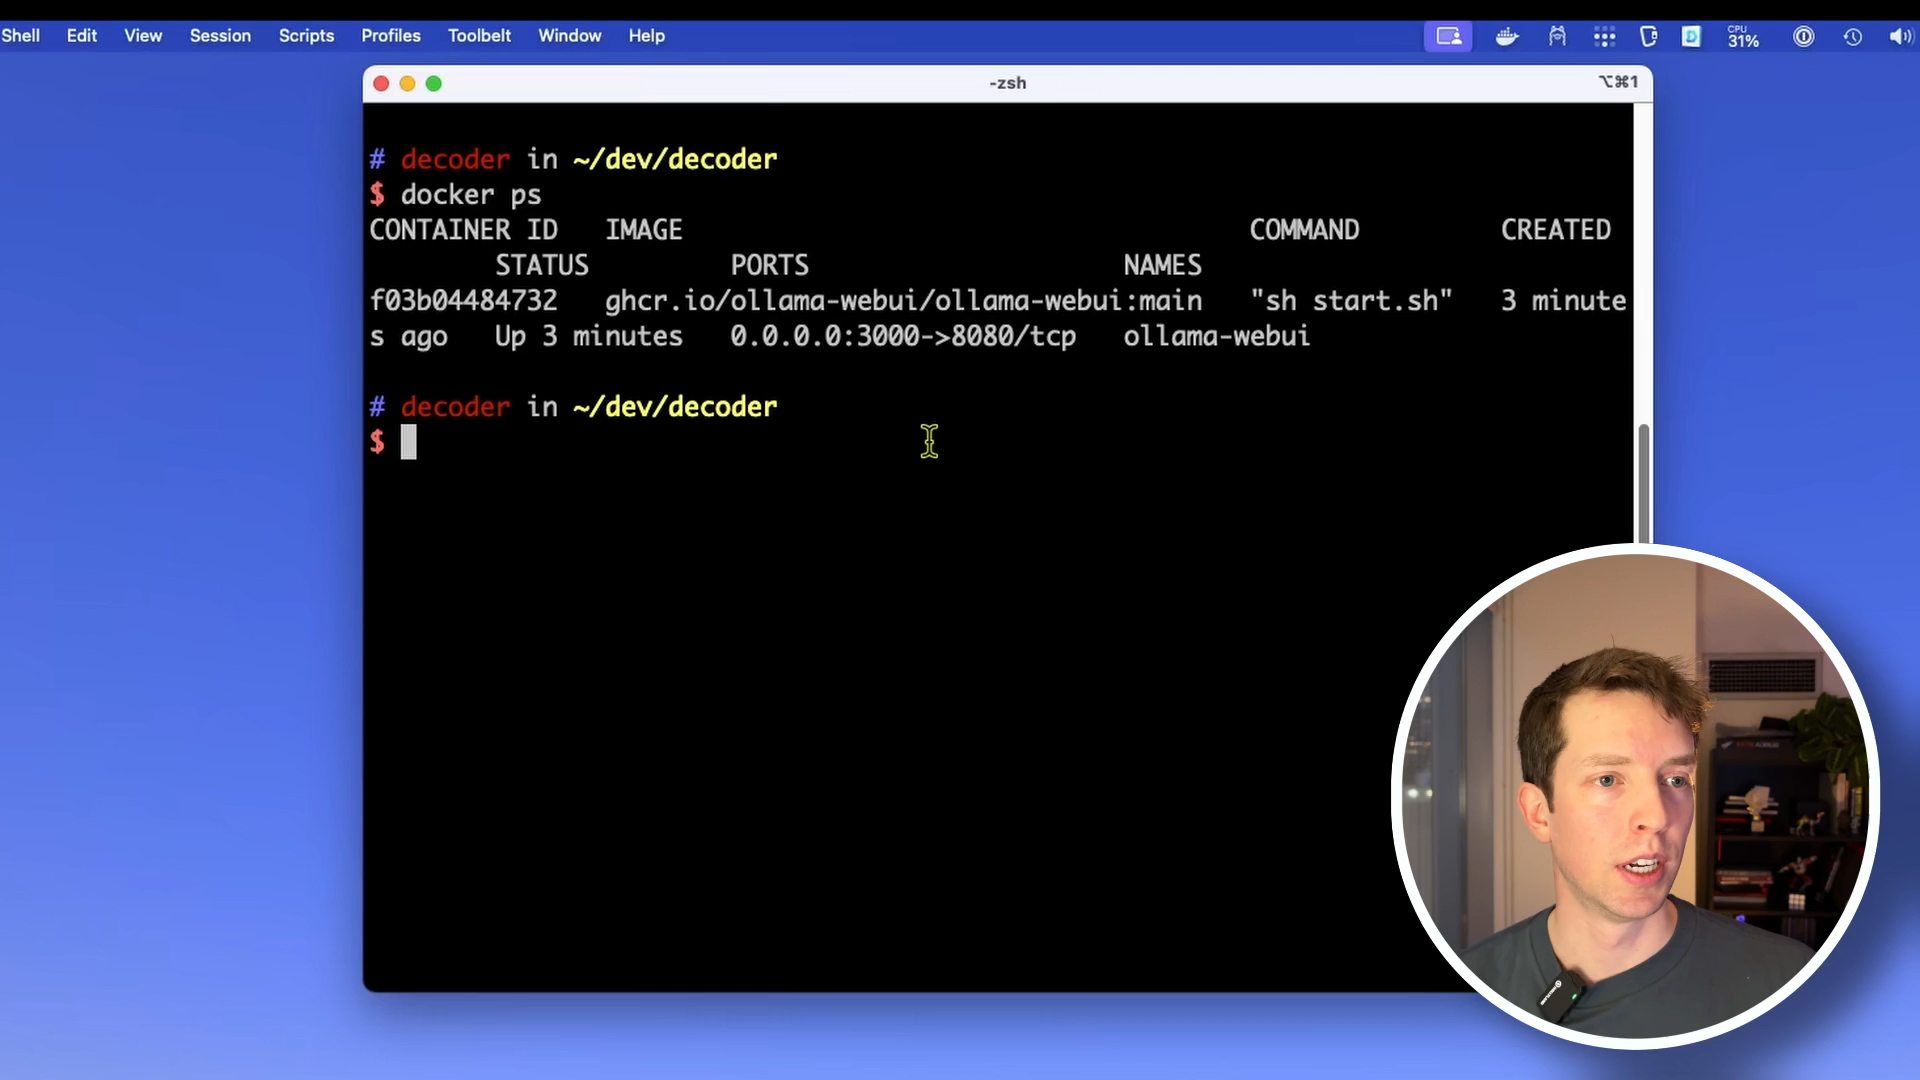 Shell Edit View Session Scripts Profiles Toolbelt Window Help CPU 31%
-zsh ⌥⌘1
# decoder in ~/dev/decoder
$ docker ps
CONTAINER ID IMAGE COMMAND CREATED
STATUS PORTS NAMES
f03b04484732 ghcr.io/ollama-webui/ollama-webui:main "sh start.sh" 3 minute
s ago Up 3 minutes 0.0.0.0:3000->8080/tcp ollama-webui
# decoder in ~/dev/decoder
$